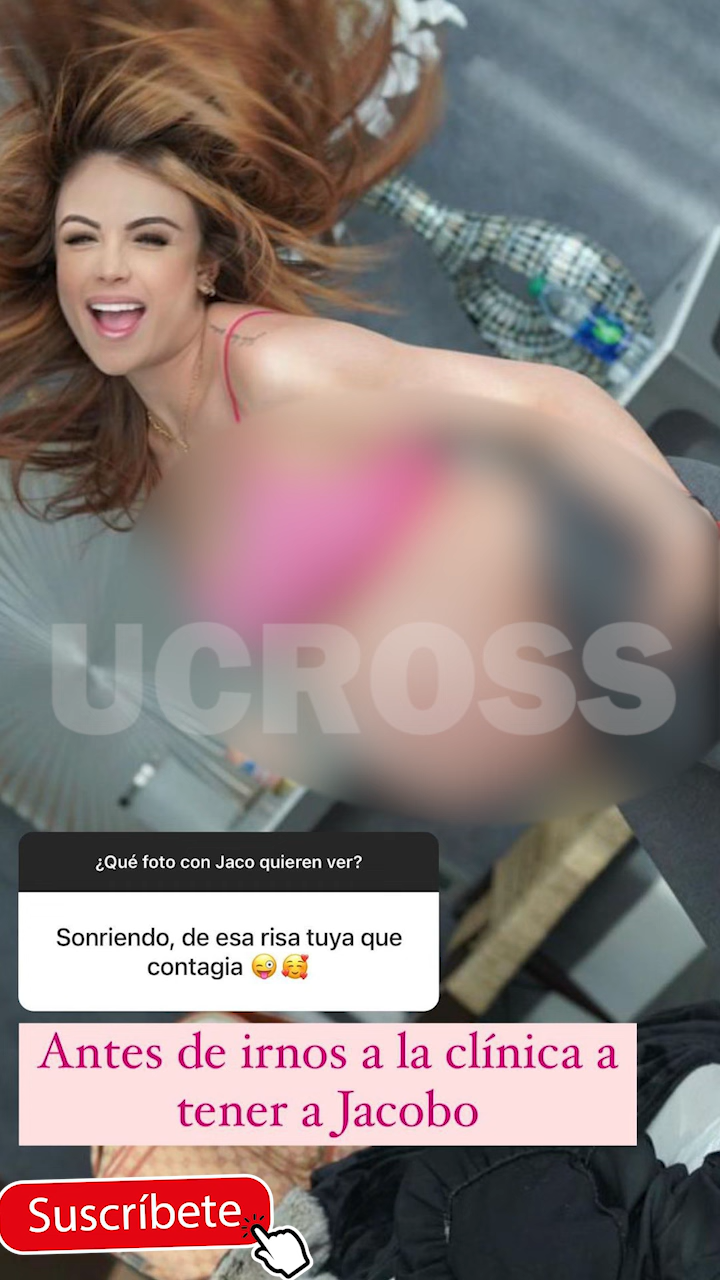 UCROSS
¿Qué foto con Jaco quieren ver?
Sonriendo, de esa risa tuya que
contagia 😜🥰
Antes de irnos a la clínica a
tener a Jacobo
Suscríbete